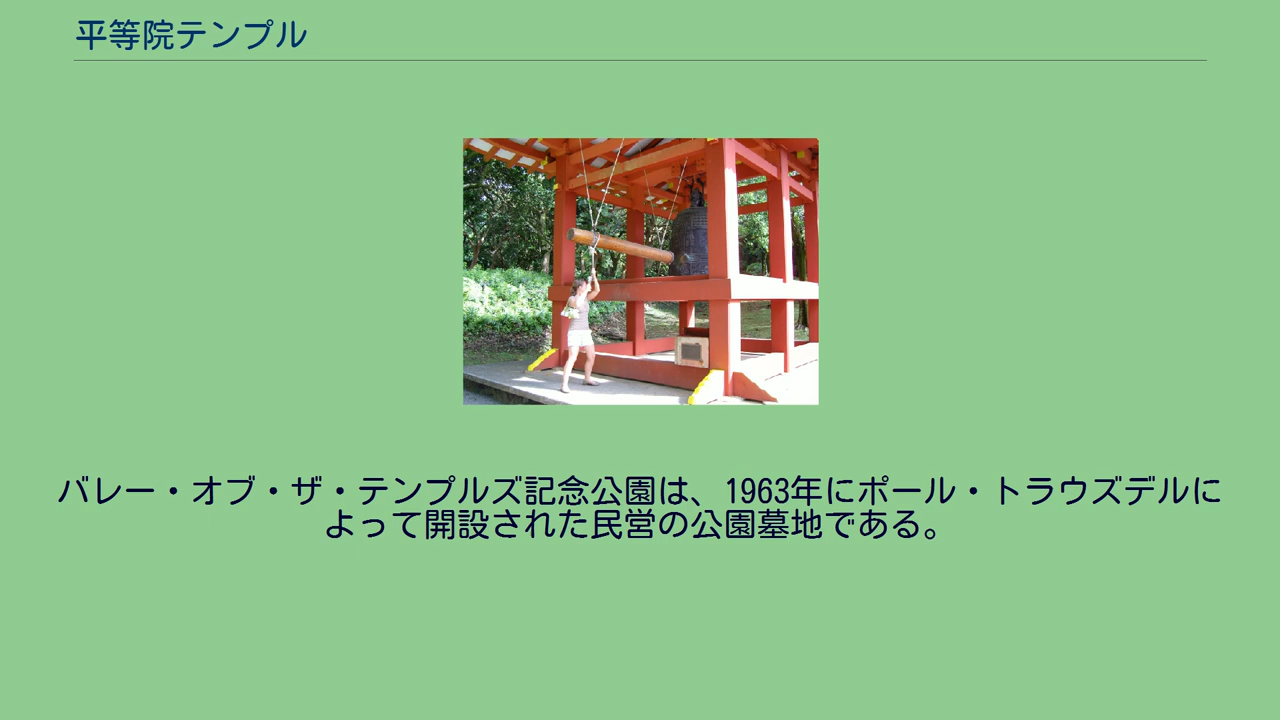 平等院テンプル
バレー・オブ・ザ・テンプルズ記念公園は、1963年にポール・トラウズデルに
よって開設された民営の公園墓地である。